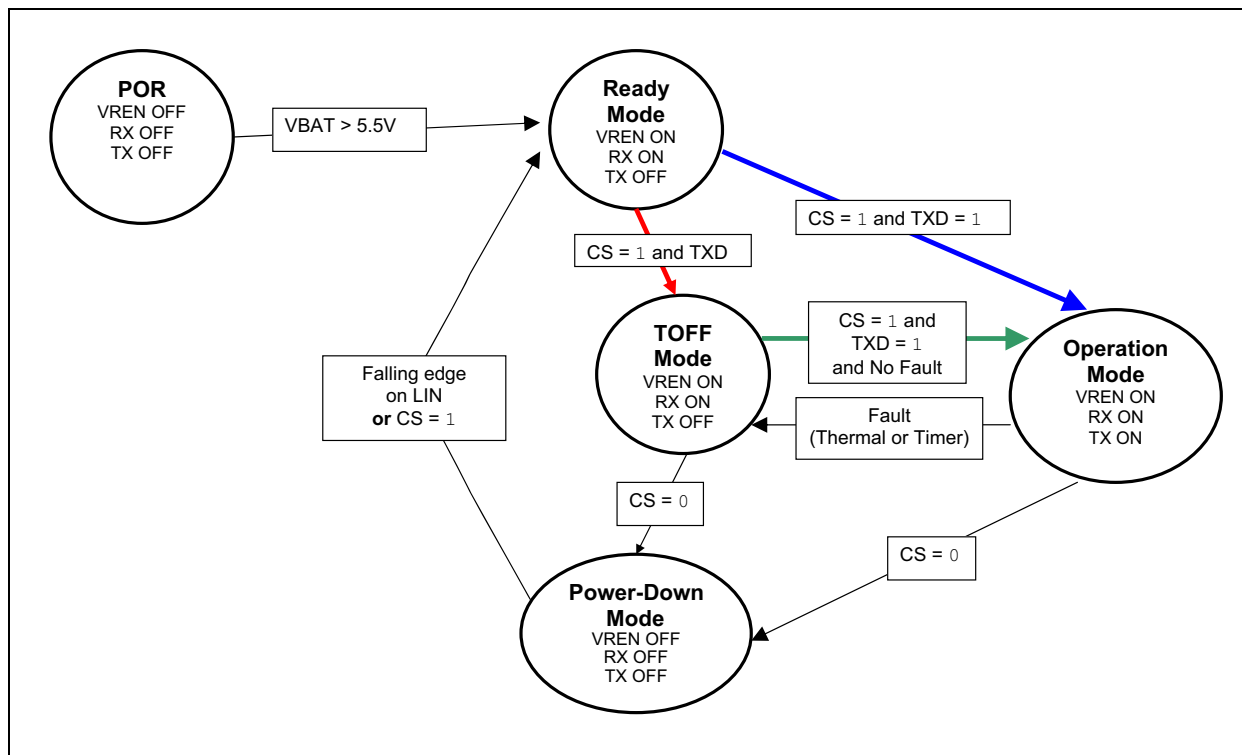 POR
VREN OFF
RX OFF
TX OFF
VBAT > 5.5V
Ready
Mode
VREN ON
RX ON
TX OFF
CS = 1 and TXD = 1
CS = 1 and TXD
TOFF
Mode
VREN ON
RX ON
TX OFF
CS = 1 and
TXD = 1
and No Fault
Operation
Mode
VREN ON
RX ON
TX ON
Fault
(Thermal or Timer)
Falling edge
on LIN
or CS = 1
CS = 0
CS = 0
Power-Down
Mode
VREN OFF
RX OFF
TX OFF